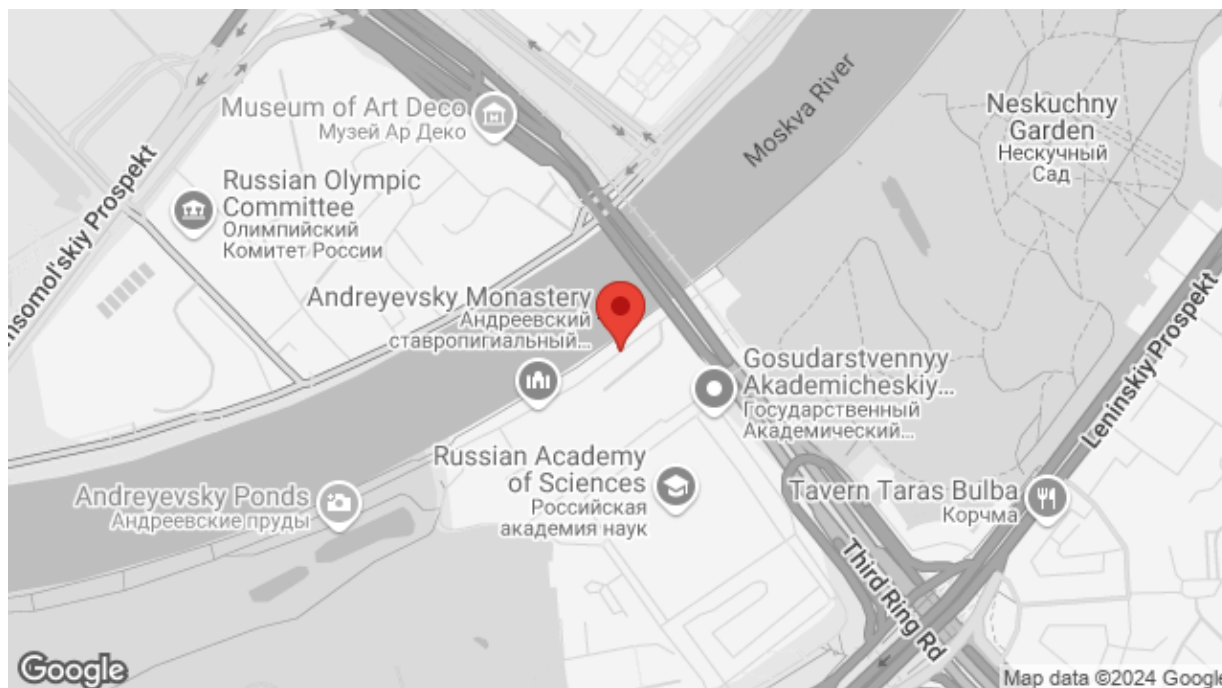 Museum of Art Deco
Музей Ар Деко
Moskva River
Neskuchny
Garden
Нескучный
Сад
Russian Olympic
Committee
Олимпийский
Комитет России
nsomol'skiy Prospekt
Andreyevsky Monastery
Андреевский
ставропигиальный...
Gosudarstvennyy
Akademicheskiy...
Государственный
Академический...
Leninskiy Prospekt
Russian Academy
of Sciences
Российская
академия наук
Andreyevsky Ponds
Андреевские пруды
Tavern Taras Bulba
Корчма
Third Ring Rd
Google
Map data ©2024 Google